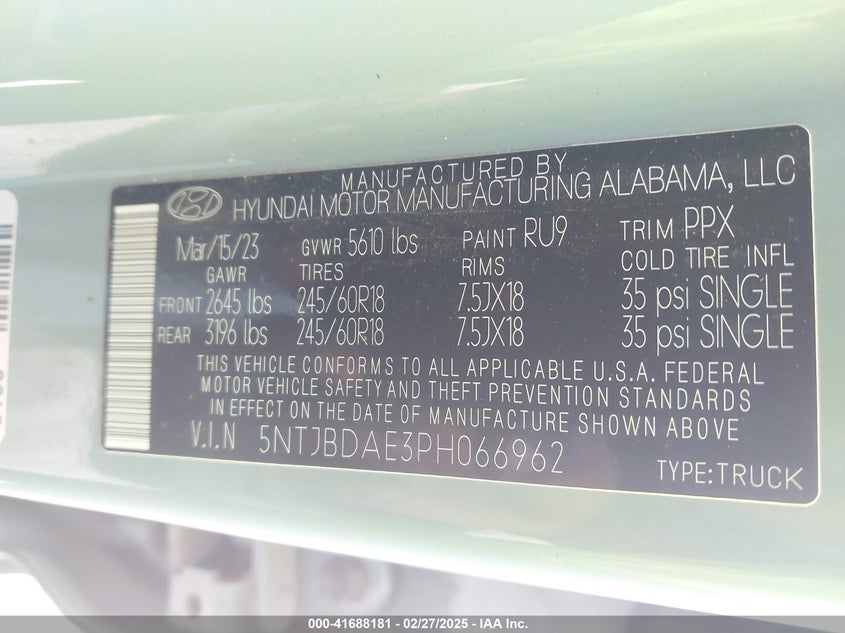 MANUFACTURED BY
HYUNDAI MOTOR MANUFACTURING ALABAMA, LLC
Mar/15/23 GVWR 5610 lbs PAINT RU9 TRIM PPX
GAWR TIRES RIMS COLD TIRE INFL
FRONT 2645 lbs 245/60R18 7.5JX18 35 psi SINGLE
REAR 3196 lbs 245/60R18 7.5JX18 35 psi SINGLE
THIS VEHICLE CONFORMS TO ALL APPLICABLE U.S.A. FEDERAL
MOTOR VEHICLE SAFETY AND THEFT PREVENTION STANDARDS
IN EFFECT ON THE DATE OF MANUFACTURE SHOWN ABOVE
V.I.N 5NTJBDAE3PH066962
TYPE:TRUCK
000-41688181 - 02/27/2025 - IAA Inc.